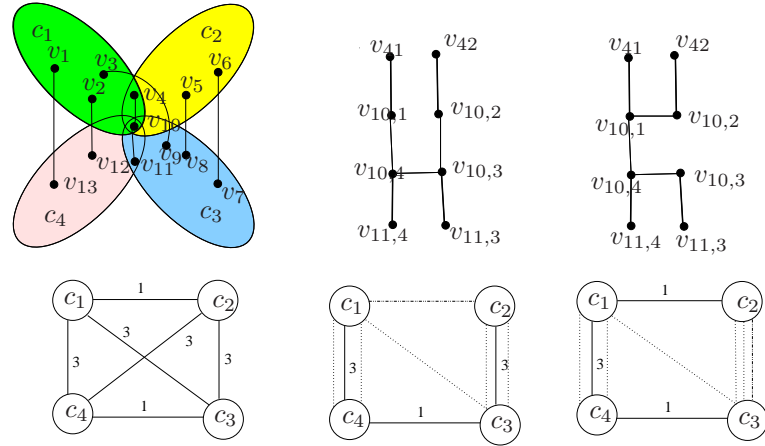 c1 c2
v1 v3 v6
v2 v4 v5
v10
v12 v11 v9 v8
v13 v7
c4 c3
v41 v42
v10,1 v10,2
v10,4 v10,3
v11,4 v11,3
v41 v42
v10,1 v10,2
v10,4 v10,3
v11,4 v11,3
c1 1 c2
3 3 3 3
c4 1 c3
c1 c2
3 3
c4 1 c3
c1 1 c2
3
c4 1 c3